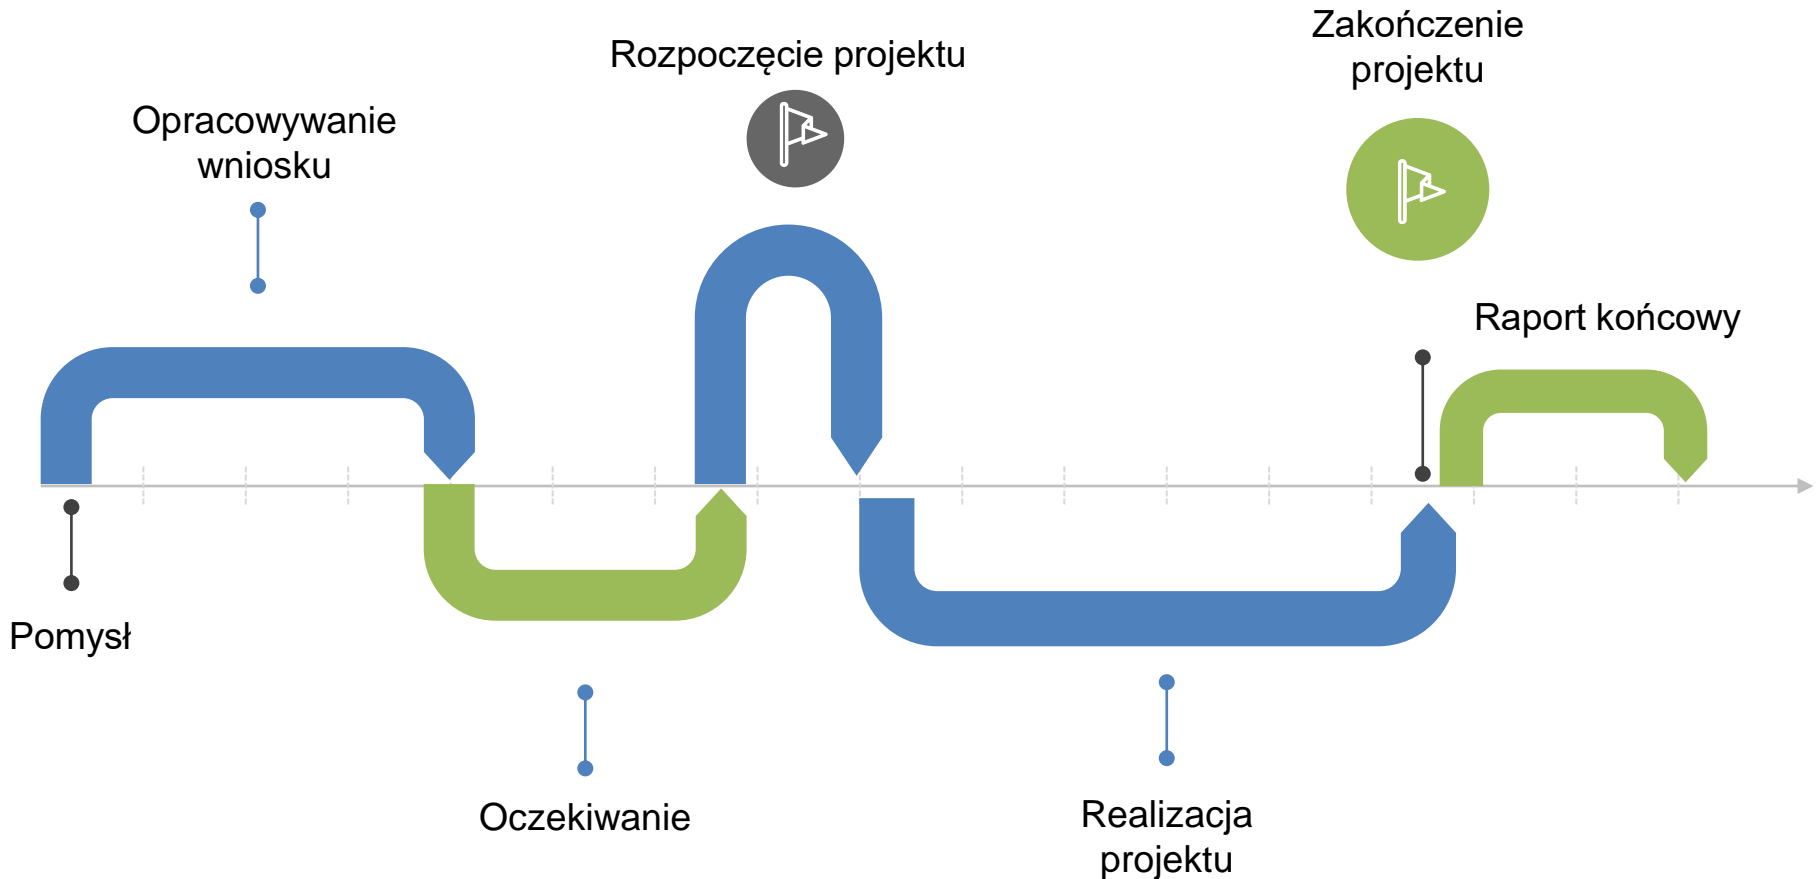 Zakończenie
projektu
Rozpoczęcie projektu
Opracowywanie
wniosku
Raport końcowy
Pomysł
Oczekiwanie
Realizacja
projektu